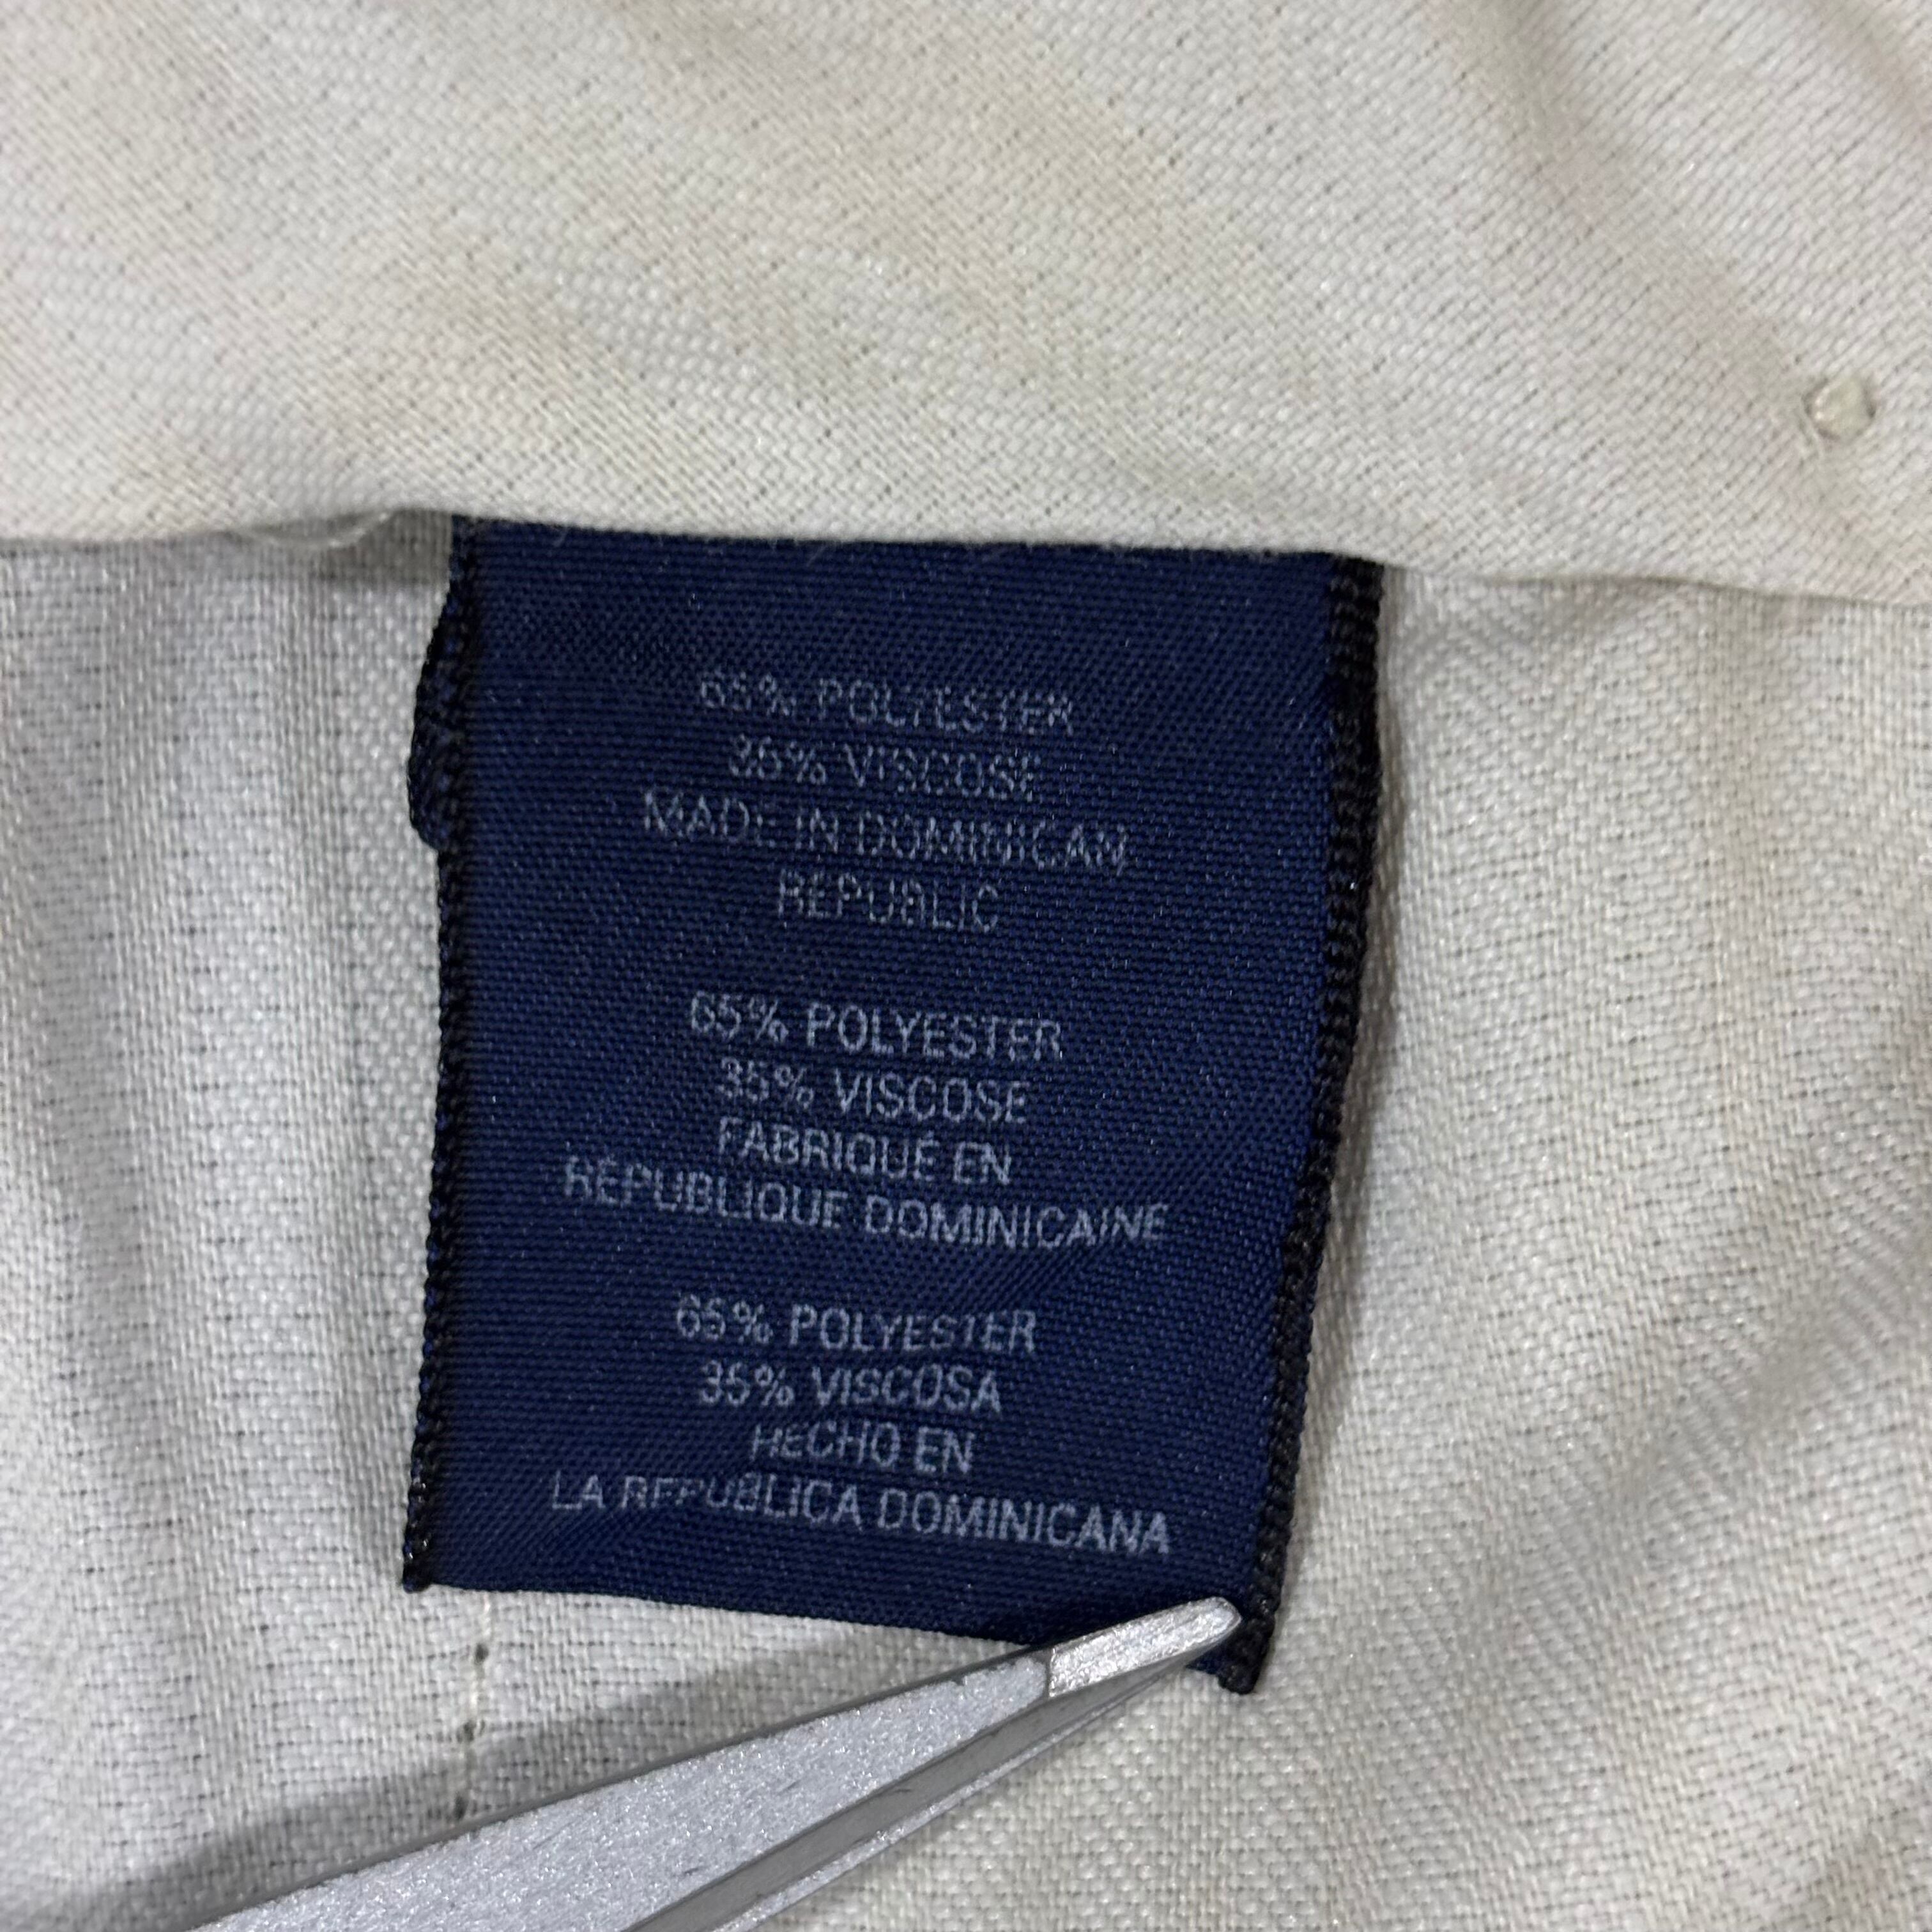 65% POLYESTER
35% VISCOSE
MADE IN DOMINICAN
REPUBLIC
65% POLYESTER
35% VISCOSE
FABRIQUÉ EN
RÉPUBLIQUE DOMINICAINE
65% POLYESTER
35% VISCOSA
HECHO EN
LA REPUBLICA DOMINICANA